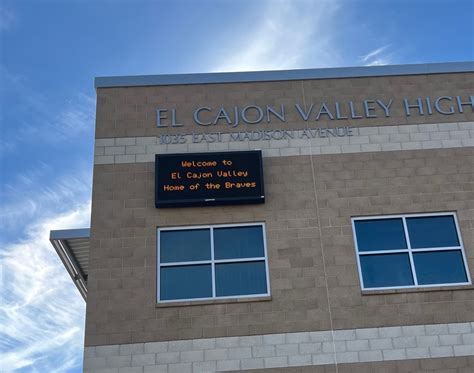 EL CAJON VALLEY HIGH
1035 EAST MADISON AVENUE
Welcome to
El Cajon Valley
Home of the Braves